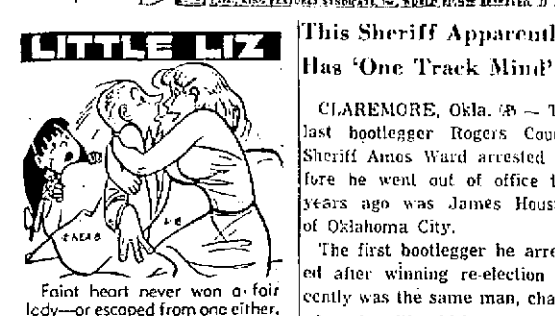 LITTLE LIZ
Faint heart never won a fair
lady—or escaped from one either.
This Sheriff Apparentl
Has 'One Track Mind'
CLAREMORE, Okla. (AP) — T
last bootlegger Rogers Cou
Sheriff Amos Ward arrested
fore he went out of office t
years ago was James Hous
of Oklahoma City.
The first bootlegger he arre
ed after winning re-election
cently was the same man, cha